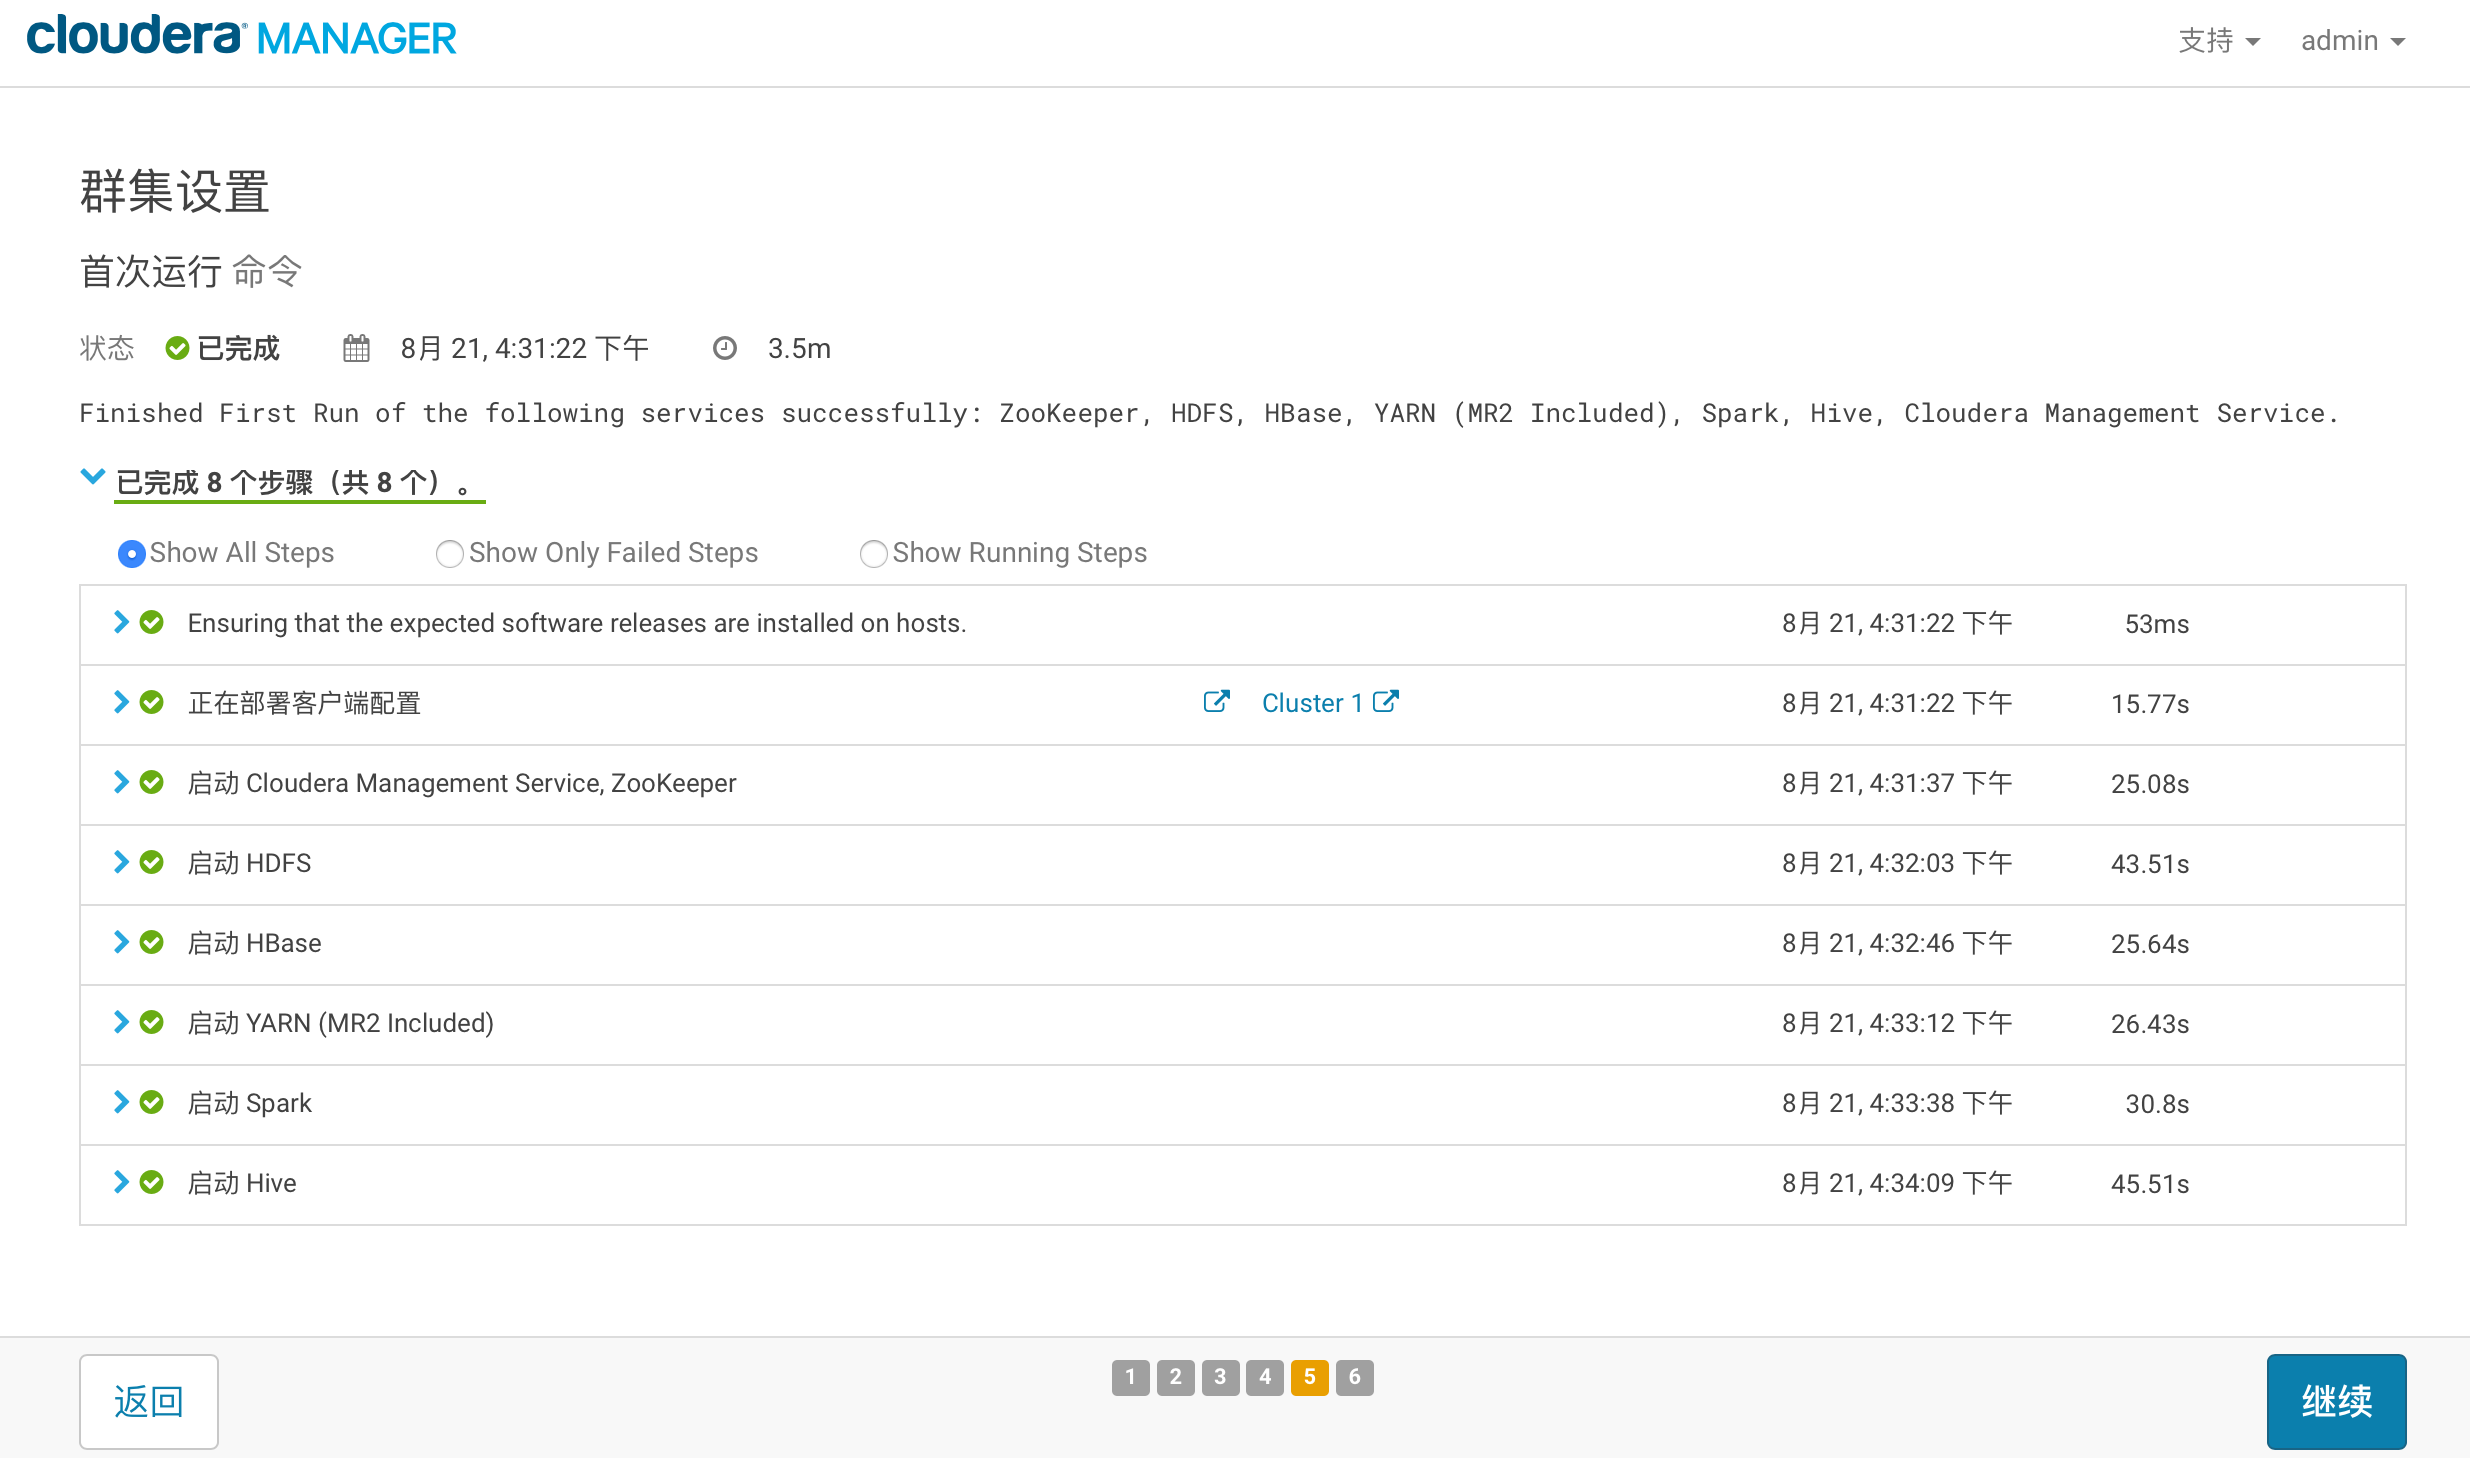 cloudera MANAGER 支持 admin
群集设置
首次运行 命令
状态 已完成 8月 21, 4:31:22 下午 3.5m
Finished First Run of the following services successfully: ZooKeeper, HDFS, HBase, YARN (MR2 Included), Spark, Hive, Cloudera Management Service.
已完成 8 个步骤（共 8 个）。
Show All Steps Show Only Failed Steps Show Running Steps
Ensuring that the expected software releases are installed on hosts. 8月 21, 4:31:22 下午 53ms
正在部署客户端配置 Cluster 1 8月 21, 4:31:22 下午 15.77s
启动 Cloudera Management Service, ZooKeeper 8月 21, 4:31:37 下午 25.08s
启动 HDFS 8月 21, 4:32:03 下午 43.51s
启动 HBase 8月 21, 4:32:46 下午 25.64s
启动 YARN (MR2 Included) 8月 21, 4:33:12 下午 26.43s
启动 Spark 8月 21, 4:33:38 下午 30.8s
启动 Hive 8月 21, 4:34:09 下午 45.51s
返回 1 2 3 4 5 6 继续